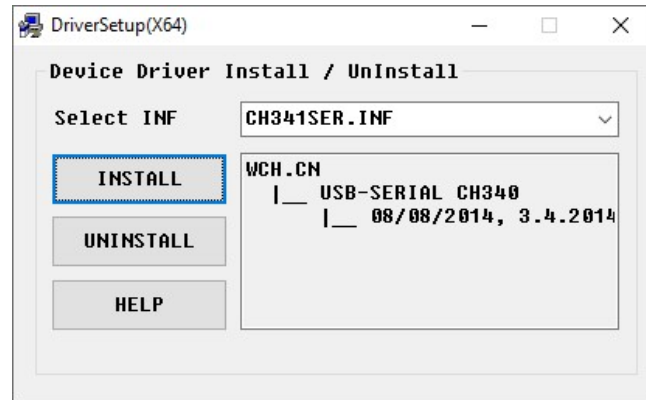 DriverSetup(X64)
Device Driver Install / UnInstall
Select INF
CH341SER.INF
INSTALL
UNINSTALL
HELP
WCH.CN
|__ USB-SERIAL CH340
|__ 08/08/2014, 3.4.2014